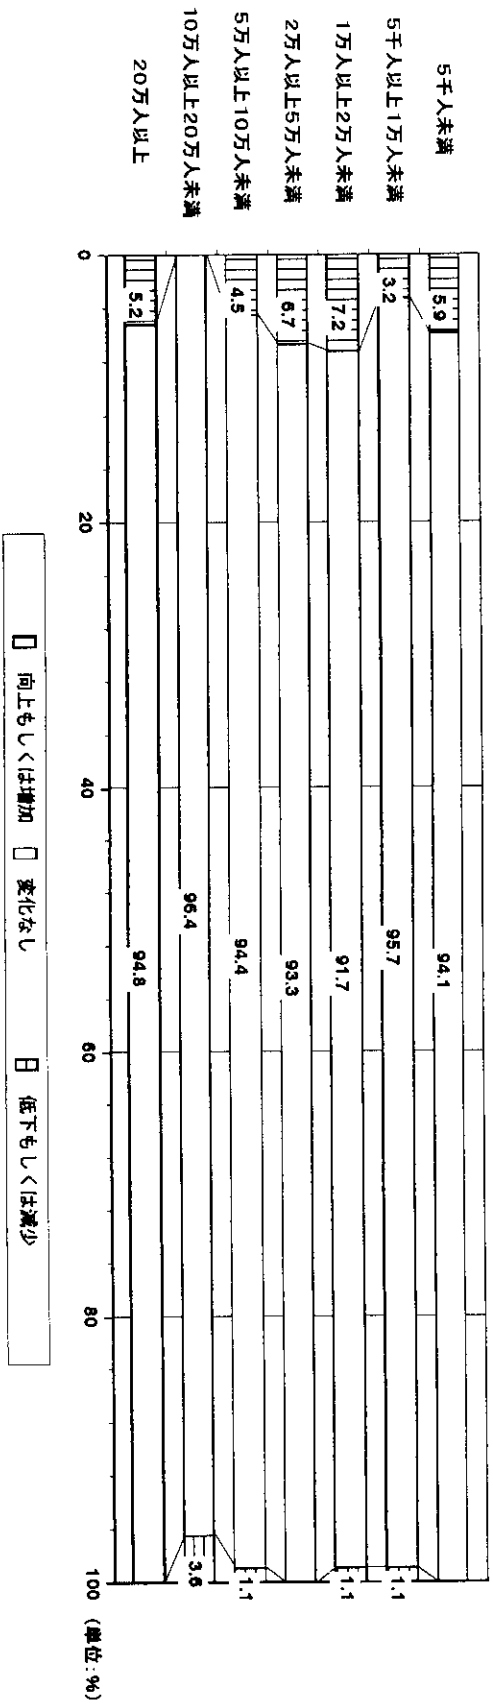 5千人未満 5.9 94.1
5千人以上1万人未満 3.2 95.7 1.1
1万人以上2万人未満 7.2 91.7 1.1
2万人以上5万人未満 6.7 93.3
5万人以上10万人未満 4.5 94.4 1.1
10万人以上20万人未満 96.4 3.6
20万人以上 5.2 94.8
0 20 40 60 80 100 (単位:%)
向上もしくは増加 変化なし 低下もしくは減少